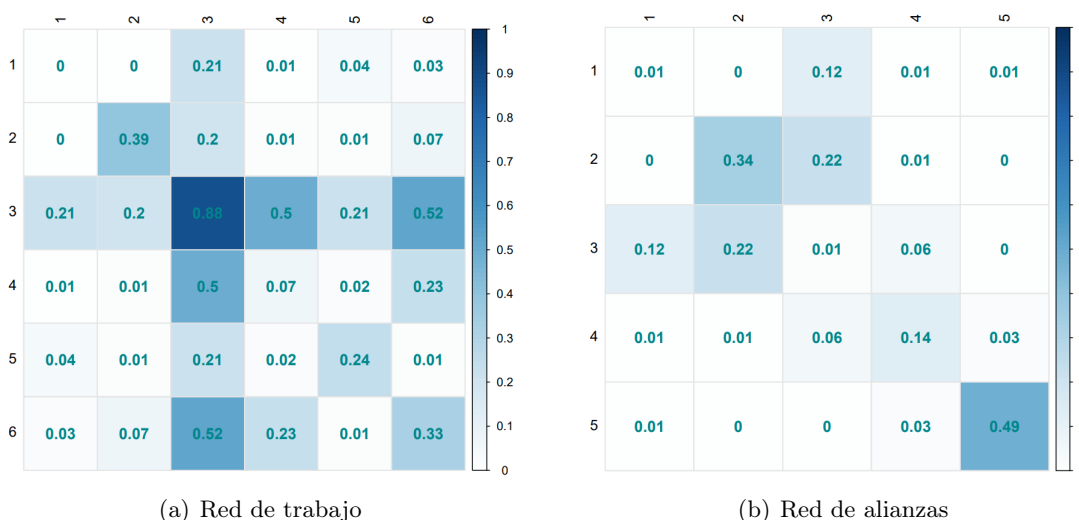 1 2 3 4 5 6
1 0 0 0.21 0.01 0.04 0.03
2 0 0.39 0.2 0.01 0.01 0.07
3 0.21 0.2 0.88 0.5 0.21 0.52
4 0.01 0.01 0.5 0.07 0.02 0.23
5 0.04 0.01 0.21 0.02 0.24 0.01
6 0.03 0.07 0.52 0.23 0.01 0.33
1
0.9
0.8
0.7
0.6
0.5
0.4
0.3
0.2
0.1
0
(a) Red de trabajo
1 2 3 4 5
1 0.01 0 0.12 0.01 0.01
2 0 0.34 0.22 0.01 0
3 0.12 0.22 0.01 0.06 0
4 0.01 0.01 0.06 0.14 0.03
5 0.01 0 0 0.03 0.49
(b) Red de alianzas